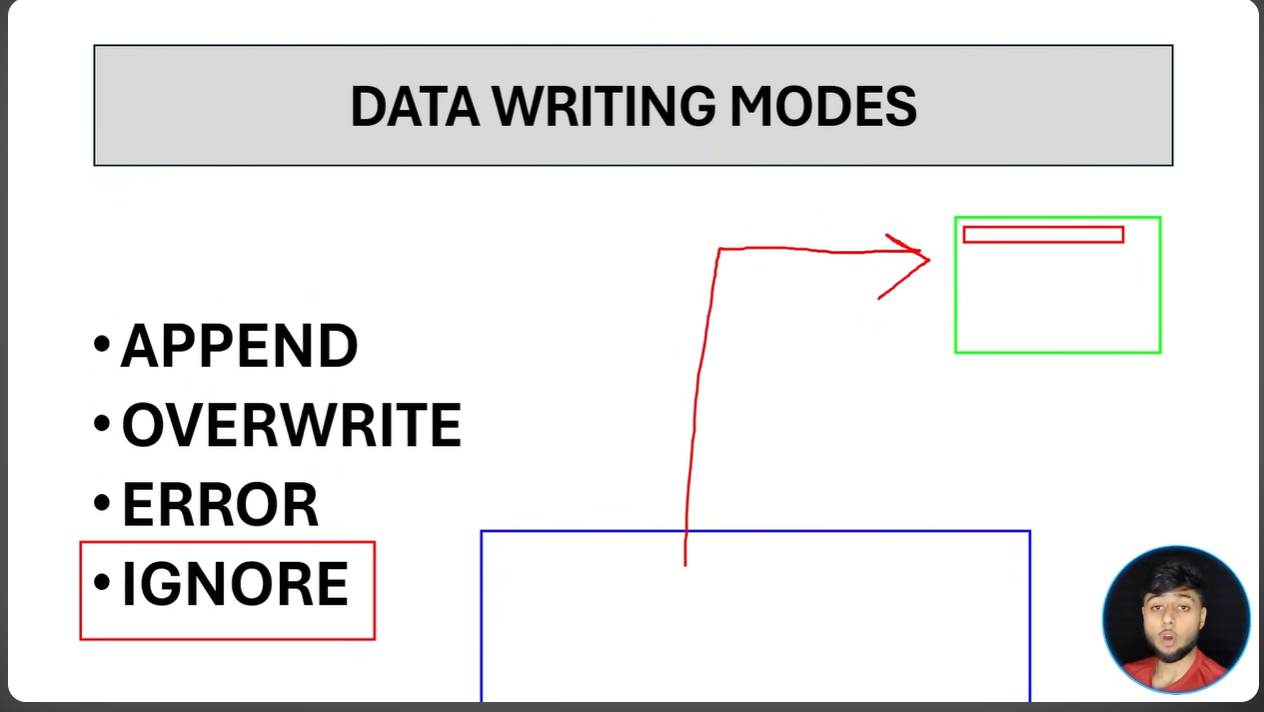 DATA WRITING MODES
• APPEND
• OVERWRITE
• ERROR
• IGNORE